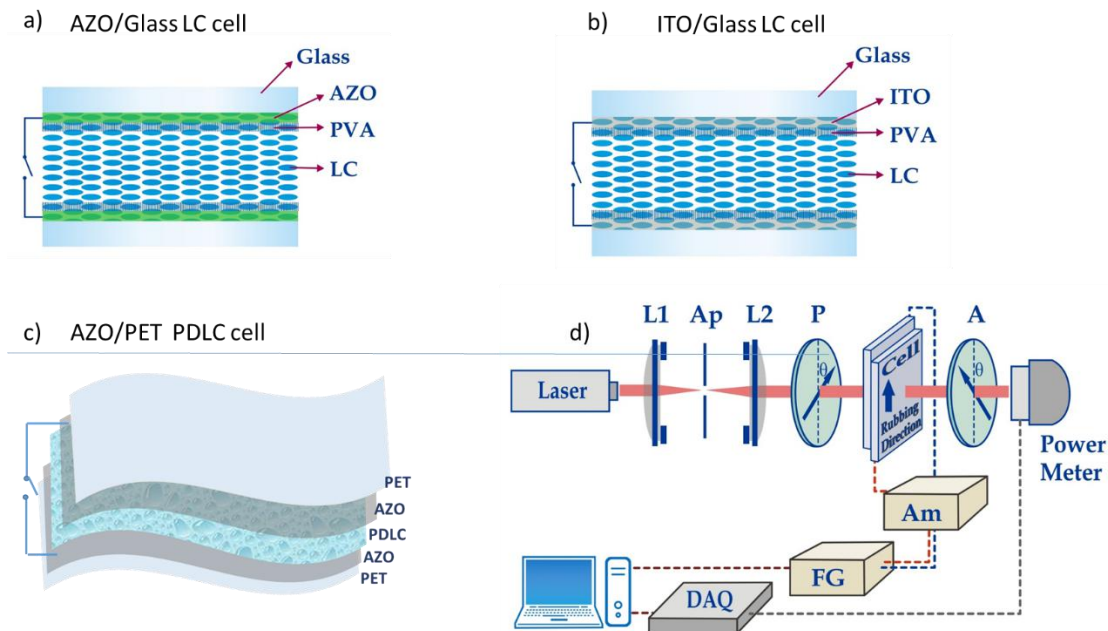 a) AZO/Glass LC cell
Glass
AZO
PVA
LC
b) ITO/Glass LC cell
Glass
ITO
PVA
LC
c) AZO/PET PDLC cell
PET
AZO
PDLC
AZO
PET
d)
L1 Ap L2 P A
Laser
θ
Cell
Rubbing
Direction
θ
Power
Meter
Am
FG
DAQ